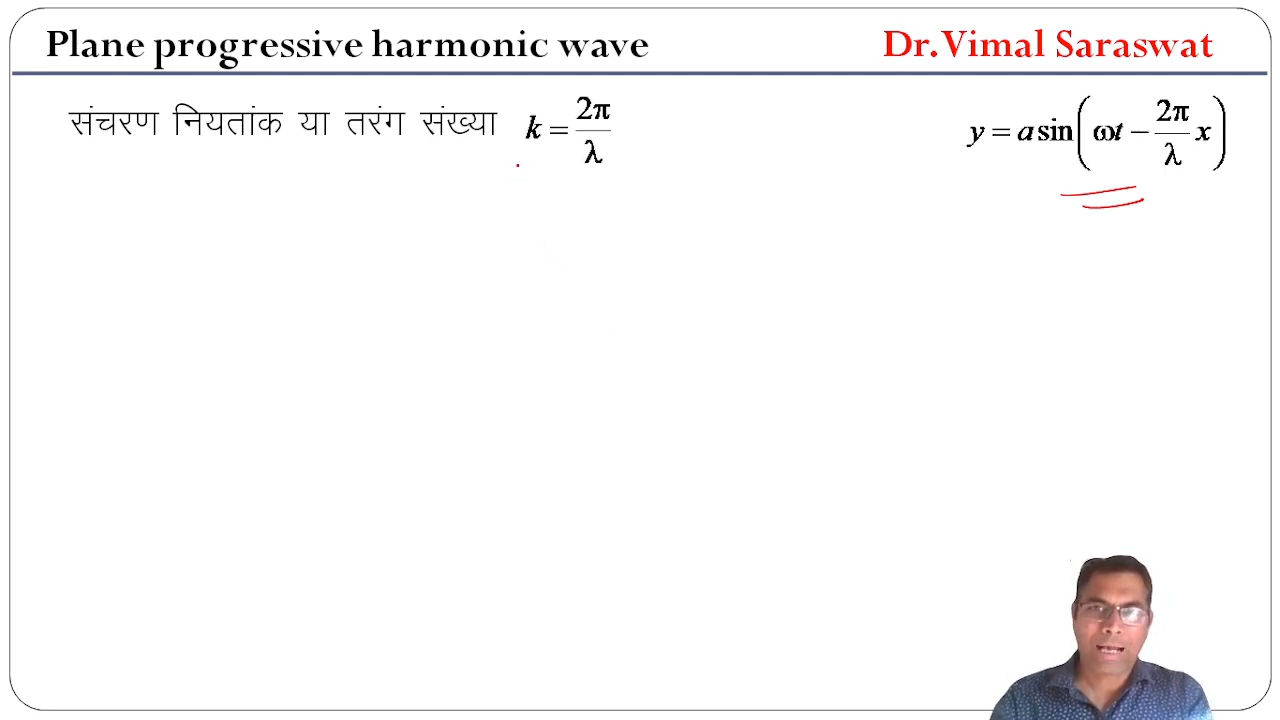 Plane progressive harmonic wave Dr.Vimal Saraswat
संचरण नियतांक या तरंग संख्या k = 2π/λ y = a sin(ωt − 2π/λ x)